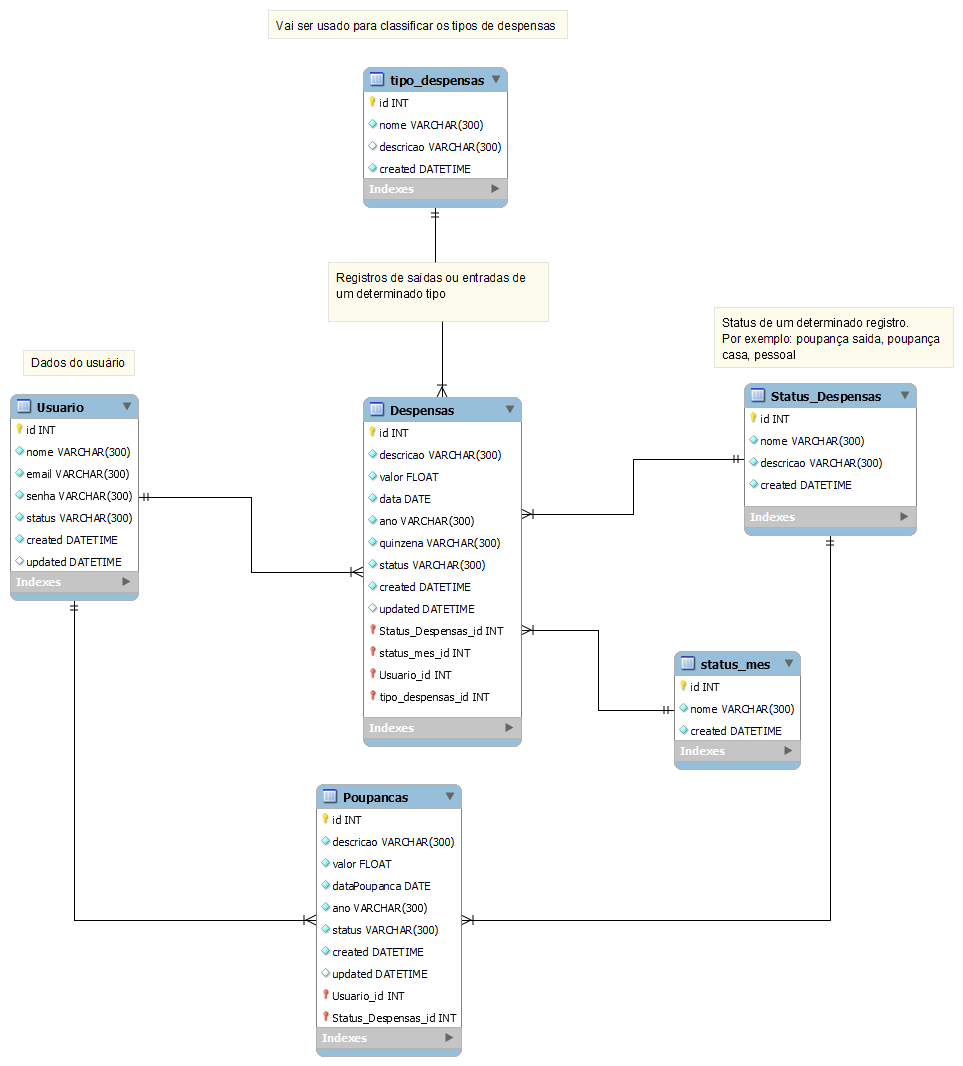 Vai ser usado para classificar os tipos de despensas
tipo_despensas
id INT
nome VARCHAR(300)
descricao VARCHAR(300)
created DATETIME
Indexes
Registros de saídas ou entradas de
um determinado tipo
Status de um determinado registro.
Por exemplo: poupança saida, poupança
casa, pessoal
Dados do usuário
Usuario
id INT
nome VARCHAR(300)
email VARCHAR(300)
senha VARCHAR(300)
status VARCHAR(300)
created DATETIME
updated DATETIME
Indexes
Despensas
id INT
descricao VARCHAR(300)
valor FLOAT
data DATE
ano VARCHAR(300)
quinzena VARCHAR(300)
status VARCHAR(300)
created DATETIME
updated DATETIME
Status_Despensas_id INT
status_mes_id INT
Usuario_id INT
tipo_despensas_id INT
Indexes
Status_Despensas
id INT
nome VARCHAR(300)
descricao VARCHAR(300)
created DATETIME
Indexes
status_mes
id INT
nome VARCHAR(300)
created DATETIME
Indexes
Poupancas
id INT
descricao VARCHAR(300)
valor FLOAT
dataPoupanca DATE
ano VARCHAR(300)
status VARCHAR(300)
created DATETIME
updated DATETIME
Usuario_id INT
Status_Despensas_id INT
Indexes